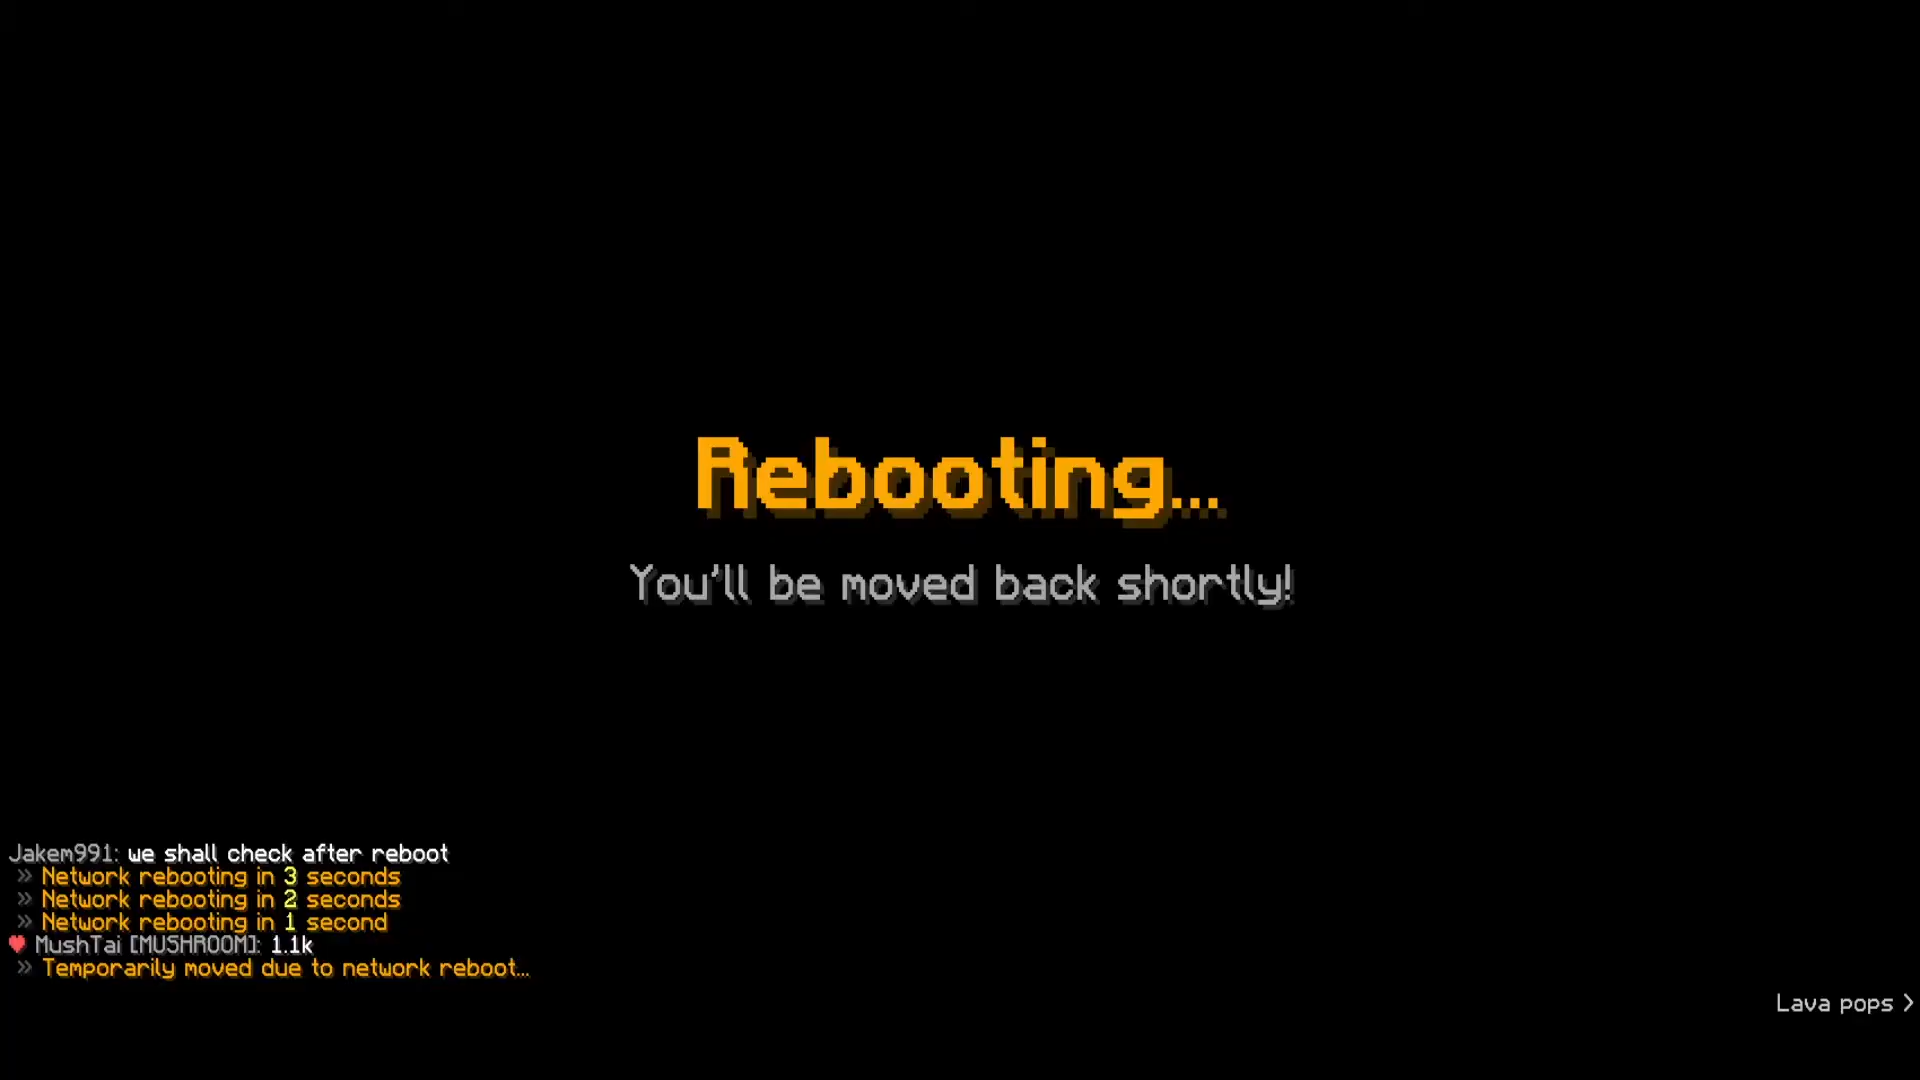 Rebooting...
You'll be moved back shortly!
Jakem991: we shall check after reboot
» Network rebooting in 3 seconds
» Network rebooting in 2 seconds
» Network rebooting in 1 second
♥ MushTai [MUSHROOM]: 1.1k
» Temporarily moved due to network reboot...
Lava pops >